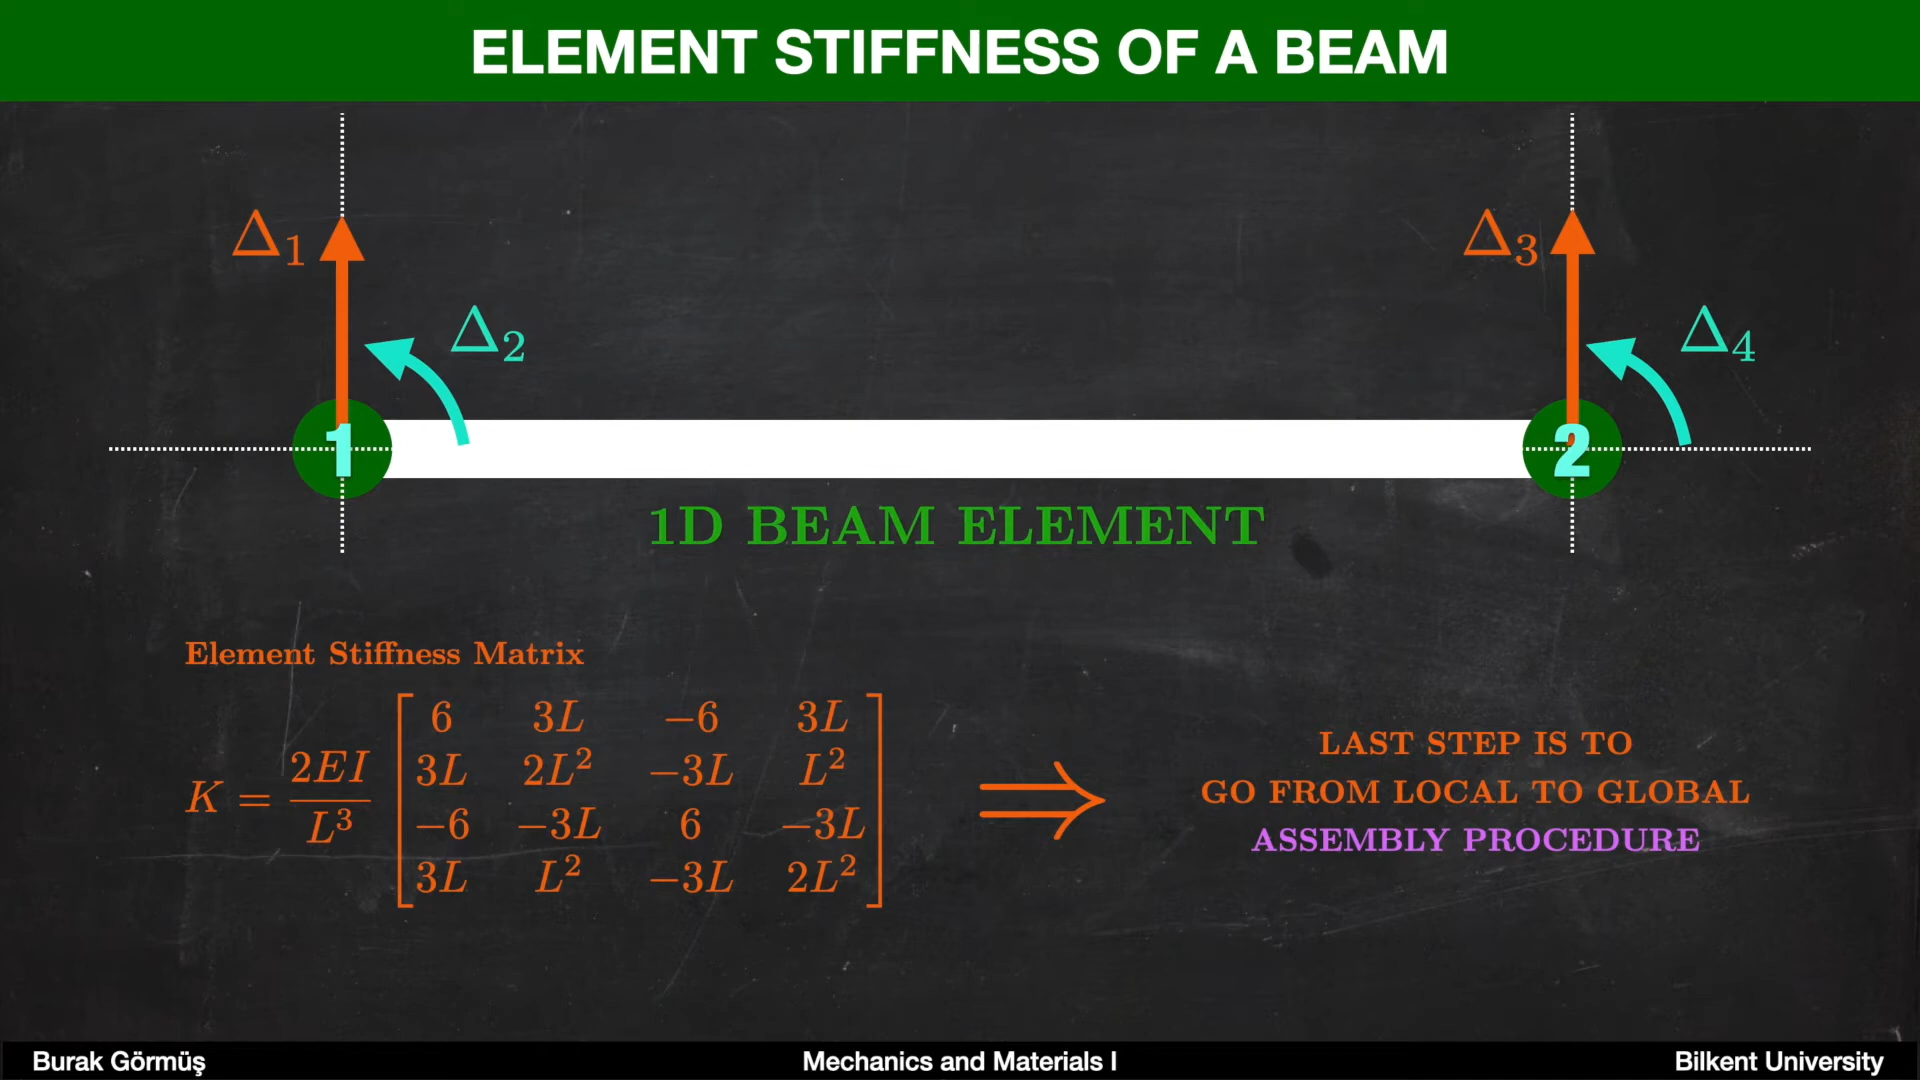 ELEMENT STIFFNESS OF A BEAM
Δ₁
Δ₃
Δ₂
Δ₄
1
2
1D BEAM ELEMENT
Element Stiffness Matrix
K = 2EI / L³
6 3L −6 3L
3L 2L² −3L L²
−6 −3L 6 −3L
3L L² −3L 2L²
⇒
LAST STEP IS TO
GO FROM LOCAL TO GLOBAL
ASSEMBLY PROCEDURE
Burak Görmüş
Mechanics and Materials I
Bilkent University